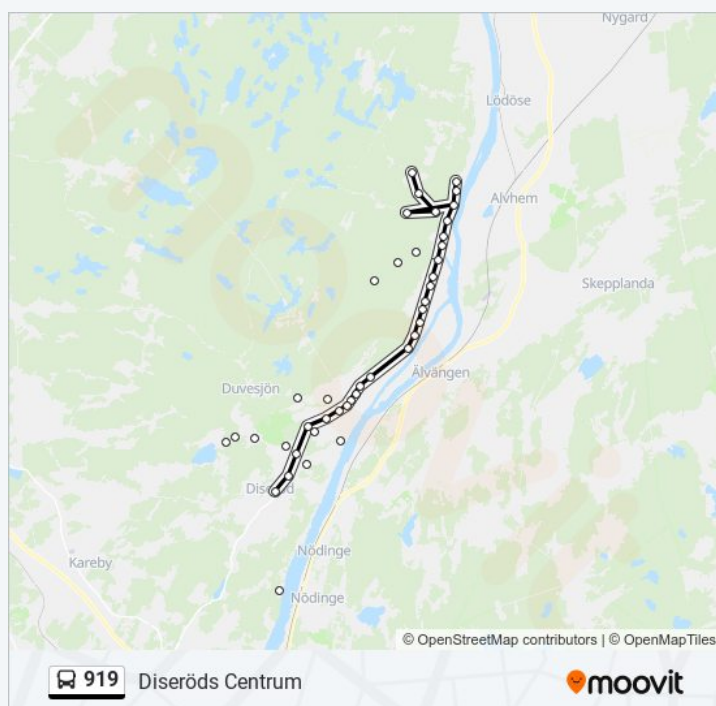 Nygård
Lödöse
Alvhem
Skepplanda
Älvängen
Duvesjön
Diseröd
Nödinge
Kareby
Nödinge
© OpenStreetMap contributors | © OpenMapTiles
919 Diseröds Centrum
moovit